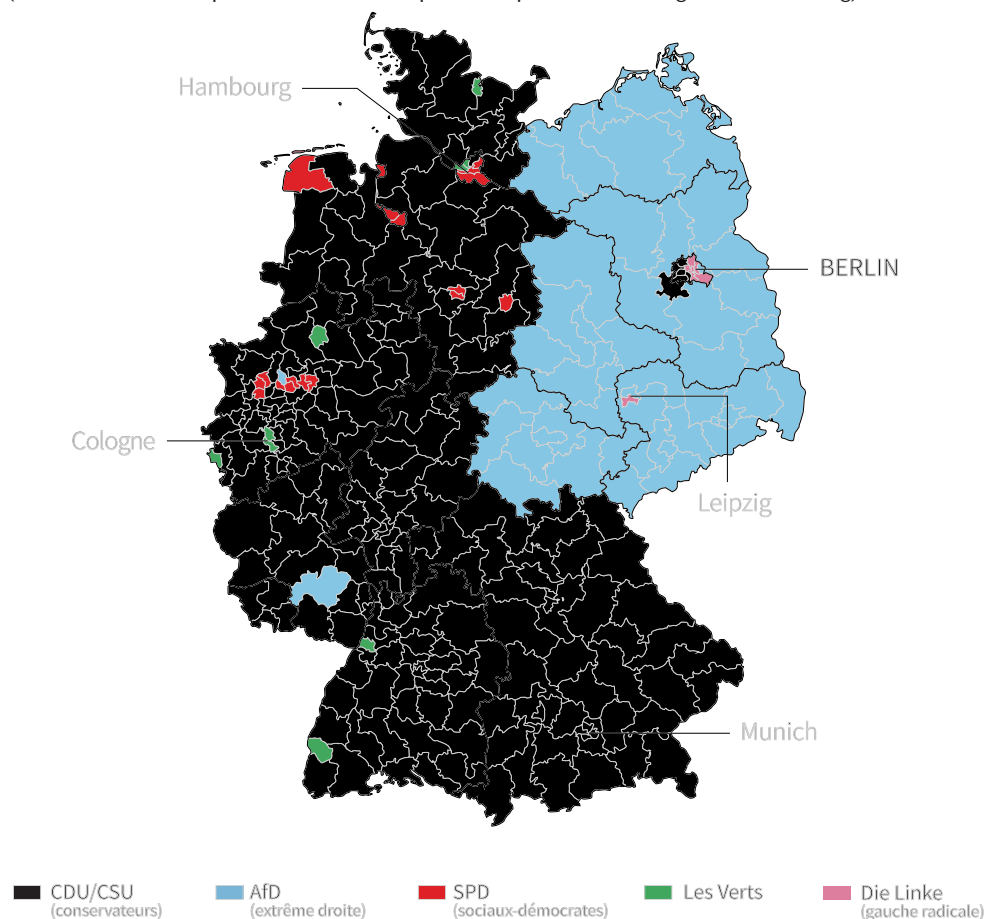 Hambourg
BERLIN
Cologne
Leipzig
Munich
CDU/CSU
(conservateurs)
AfD
(extrême droite)
SPD
(sociaux-démocrates)
Les Verts
Die Linke
(gauche radicale)